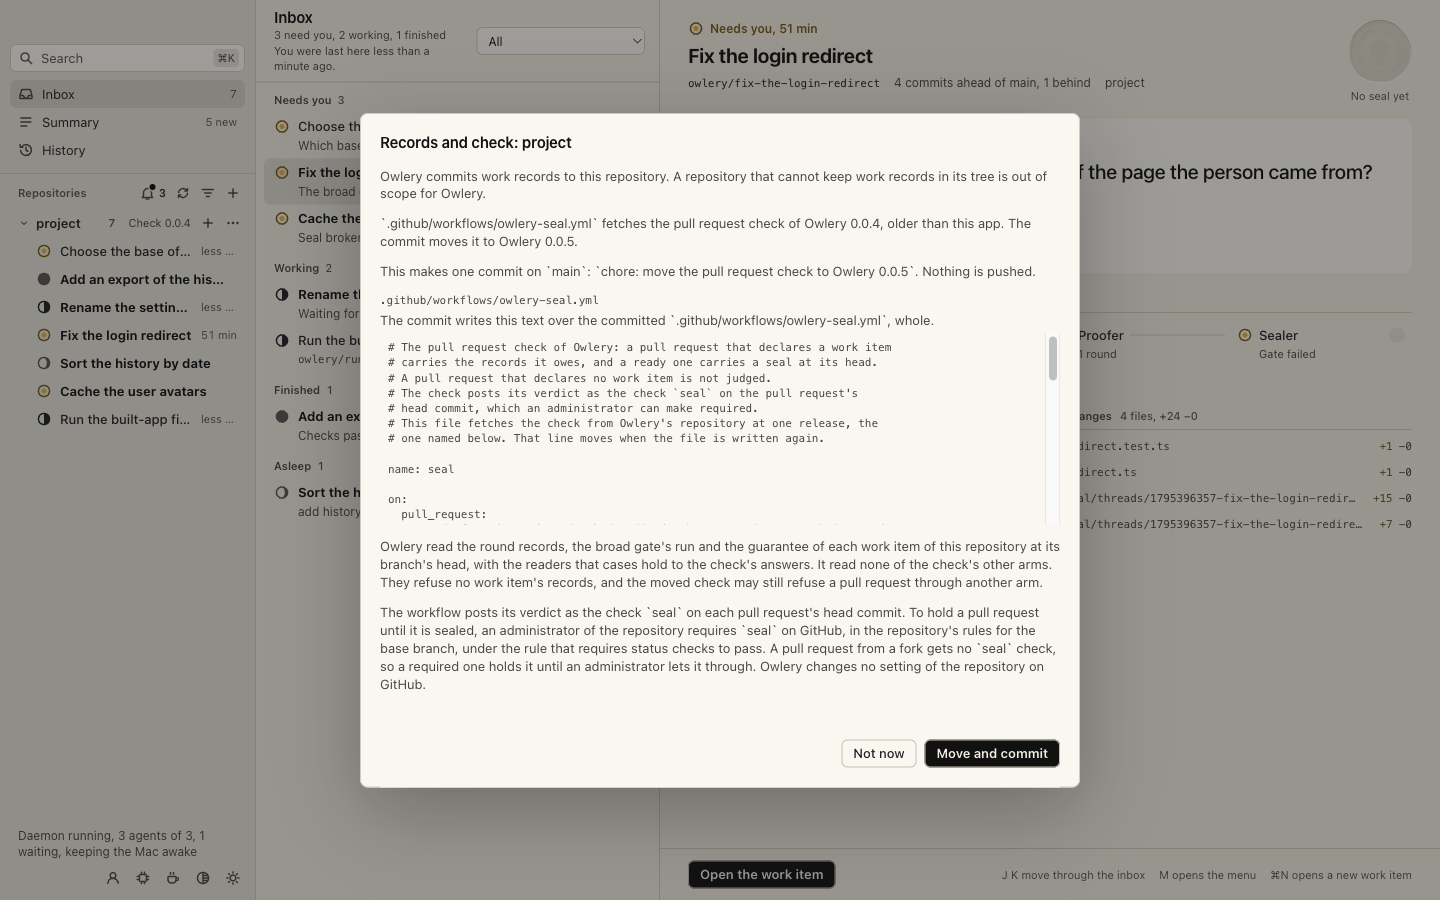 Search ⌘K
Inbox 7
Summary 5 new
History
Repositories 3
project 7 Check 0.0.4
Choose the base of... less ...
Add an export of the his...
Rename the settin... less ...
Fix the login redirect 51 min
Sort the history by date
Cache the user avatars
Run the built-app fi... less ...
Daemon running, 3 agents of 3, 1
waiting, keeping the Mac awake
Inbox
3 need you, 2 working, 1 finished
You were last here less than a
minute ago.
All
Needs you 3
Choose th
Which base
Fix the log
The broad
Cache the
Seal broken
Working 2
Rename t
Waiting for
Run the bu
owlery/run
Finished 1
Add an ex
Checks pas
Asleep 1
Sort the h
add history
Needs you, 51 min
Fix the login redirect
owlery/fix-the-login-redirect 4 commits ahead of main, 1 behind project
No seal yet
f the page the person came from?
Proofer
1 round
Sealer
Gate failed
anges 4 files, +24 −0
direct.test.ts +1 −0
direct.ts +1 −0
al/threads/1795396357-fix-the-login-redir… +15 −0
al/threads/1795396357-fix-the-login-redire… +7 −0
Open the work item
J K move through the inbox M opens the menu ⌘N opens a new work item
Records and check: project
Owlery commits work records to this repository. A repository that cannot keep work records in its tree is out of
scope for Owlery.
`.github/workflows/owlery-seal.yml` fetches the pull request check of Owlery 0.0.4, older than this app. The
commit moves it to Owlery 0.0.5.
This makes one commit on `main`: `chore: move the pull request check to Owlery 0.0.5`. Nothing is pushed.
.github/workflows/owlery-seal.yml
The commit writes this text over the committed `.github/workflows/owlery-seal.yml`, whole.
# The pull request check of Owlery: a pull request that declares a work item
# carries the records it owes, and a ready one carries a seal at its head.
# A pull request that declares no work item is not judged.
# The check posts its verdict as the check `seal` on the pull request's
# head commit, which an administrator can make required.
# This file fetches the check from Owlery's repository at one release, the
# one named below. That line moves when the file is written again.
name: seal
on:
pull_request:
Owlery read the round records, the broad gate's run and the guarantee of each work item of this repository at its
branch's head, with the readers that cases hold to the check's answers. It read none of the check's other arms.
They refuse no work item's records, and the moved check may still refuse a pull request through another arm.
The workflow posts its verdict as the check `seal` on each pull request's head commit. To hold a pull request
until it is sealed, an administrator of the repository requires `seal` on GitHub, in the repository's rules for the
base branch, under the rule that requires status checks to pass. A pull request from a fork gets no `seal` check,
so a required one holds it until an administrator lets it through. Owlery changes no setting of the repository on
GitHub.
Not now
Move and commit